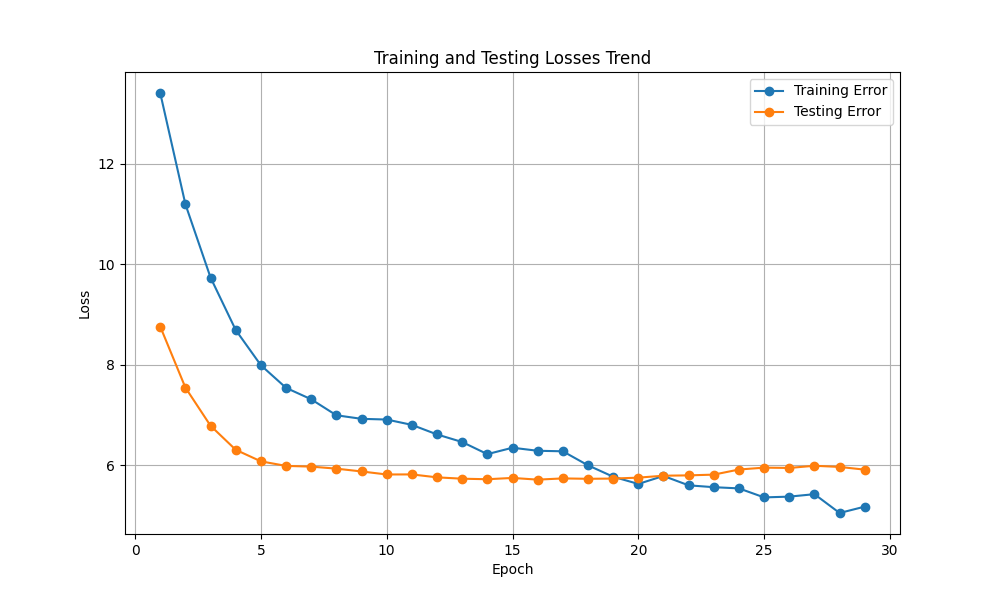 Training and Testing Losses Trend
Training Error
Testing Error
Loss
12
10
8
6
0 5 10 15 20 25 30
Epoch